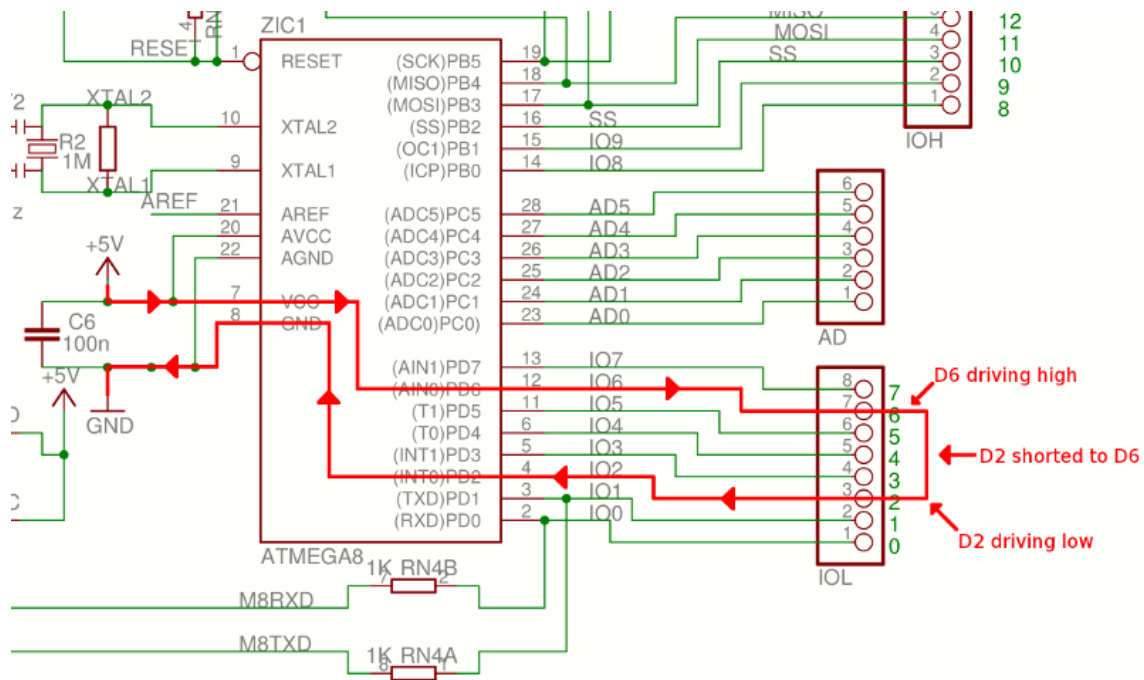 MISO
5
12
ZIC1
4
RN
MOSI
4
11
RESET
1
RESET
(SCK)PB5
19
SS
3
10
(MISO)PB4
18
2
9
XTAL2
(MOSI)PB3
17
1
8
10
XTAL2
(SS)PB2
16
SS
IOH
R2
1M
(OC1)PB1
15
IO9
9
XTAL1
(ICP)PB0
14
IO8
XTAL1
AREF
21
AREF
(ADC5)PC5
28
AD5
6
20
AVCC
(ADC4)PC4
27
AD4
5
+5V
22
AGND
(ADC3)PC3
26
AD3
4
(ADC2)PC2
25
AD2
3
7
VCC
(ADC1)PC1
24
AD1
2
C6
100n
8
GND
(ADC0)PC0)
23
AD0
1
AD
+5V
(AIN1)PD7
13
IO7
8
7
D6 driving high
(AIN0)PD6
12
IO6
7
6
GND
(T1)PD5
11
IO5
6
5
(T0)PD4
6
IO4
5
4
D2 shorted to D6
(INT1)PD3
5
IO3
4
3
(INT0)PD2
4
IO2
3
2
(TXD)PD1
3
IO1
2
1
(RXD)PD0
2
IO0
1
0
D2 driving low
ATMEGA8
IOL
1K RN4B
7
2
M8RXD
M8TXD
1K RN4A
8
1